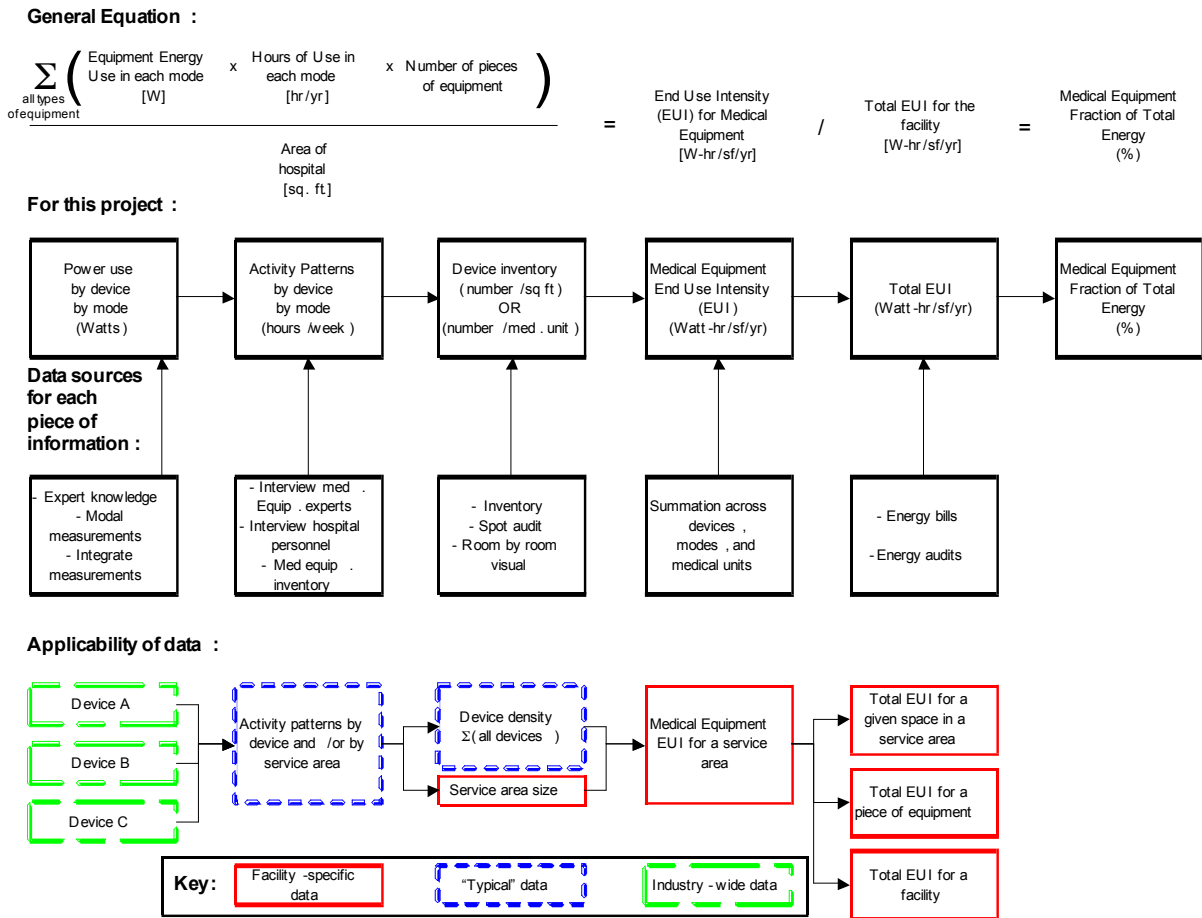 General Equation :
Σ
all types
of equipment
(
Equipment Energy
Use in each mode
[W]
x
Hours of Use in
each mode
[hr/yr]
x
Number of pieces
of equipment
)
Area of
hospital
[sq. ft.]
=
End Use Intensity
(EUI) for Medical
Equipment
[W-hr/sf/yr]
/
Total EUI for the
facility
[W-hr/sf/yr]
=
Medical Equipment
Fraction of Total
Energy
(%)
For this project :
Power use
by device
by mode
(Watts)
Activity Patterns
by device
by mode
(hours /week )
Device inventory
(number /sq ft)
OR
(number /med . unit )
Medical Equipment
End Use Intensity
(EUI)
(Watt -hr/sf/yr)
Total EUI
(Watt-hr/sf/yr)
Medical Equipment
Fraction of Total
Energy
(%)
Data sources
for each
piece of
information :
- Expert knowledge
- Modal
measurements
- Integrate
measurements
- Interview med .
Equip . experts
- Interview hospital
personnel
- Med equip .
inventory
- Inventory
- Spot audit
- Room by room
visual
Summation across
devices ,
modes , and
medical units
- Energy bills
- Energy audits
Applicability of data :
Device A
Device B
Device C
Activity patterns by
device and /or by
service area
Device density
Σ(all devices )
Service area size
Medical Equipment
EUI for a service
area
Total EUI for a
given space in a
service area
Total EUI for a
piece of equipment
Total EUI for a
facility
Key:
Facility -specific
data
“Typical” data
Industry - wide data